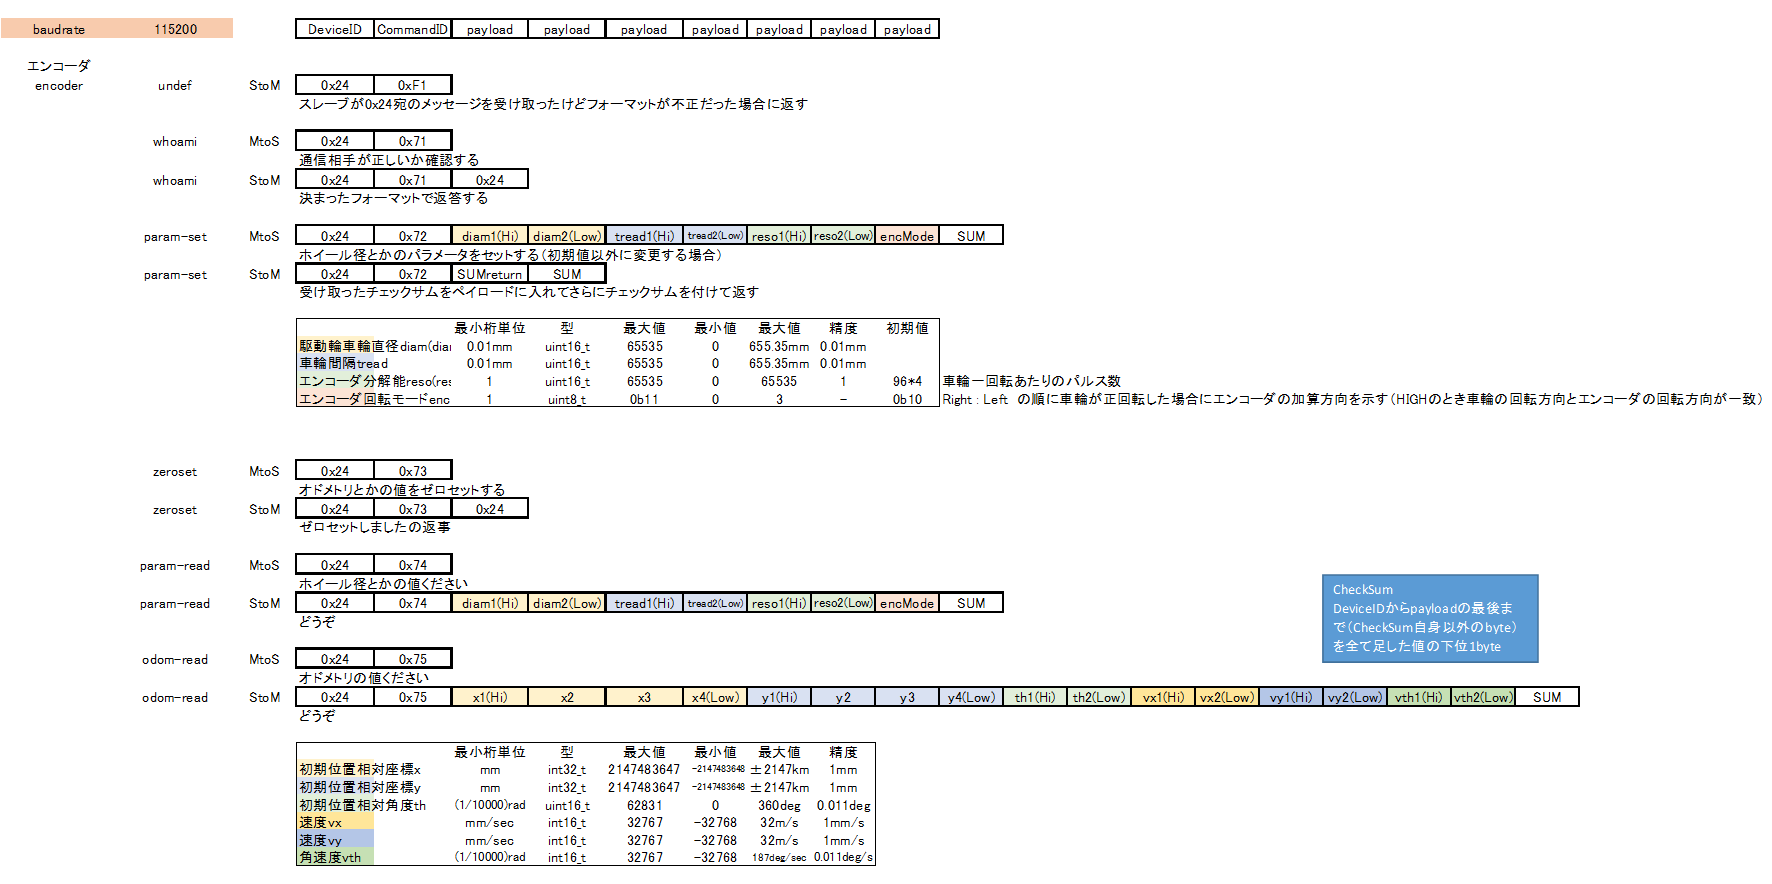 baudrate 115200 DeviceID CommandID payload payload payload payload payload payload payload
エンコーダ
encoder undef StoM 0x24 0xF1
スレーブが0x24宛のメッセージを受け取ったけどフォーマットが不正だった場合に返す
whoami MtoS 0x24 0x71
通信相手が正しいか確認する
whoami StoM 0x24 0x71 0x24
決まったフォーマットで返答する
param-set MtoS 0x24 0x72 diam1(Hi) diam2(Low) tread1(Hi) tread2(Low) reso1(Hi) reso2(Low) encMode SUM
ホイール径とかのパラメータをセットする(初期値以外に変更する場合)
param-set StoM 0x24 0x72 SUMreturn SUM
受け取ったチェックサムをペイロードに入れてさらにチェックサムを付けて返す
最小桁単位 型 最大値 最小値 最大値 精度 初期値
駆動輪車輪直径diam(diar 0.01mm uint16_t 65535 0 655.35mm 0.01mm
車輪間隔tread 0.01mm uint16_t 65535 0 655.35mm 0.01mm
エンコーダ分解能reso(res 1 uint16_t 65535 0 65535 1 96*4 車輪一回転あたりのパルス数
エンコーダ回転モードenc 1 uint8_t 0b11 0 3 - 0b10 Right : Left の順に車輪が正回転した場合にエンコーダの加算方向を示す(HIGHのとき車輪の回転方向とエンコーダの回転方向が一致)
zeroset MtoS 0x24 0x73
オドメトリとかの値をゼロセットする
zeroset StoM 0x24 0x73 0x24
ゼロセットしましたの返事
param-read MtoS 0x24 0x74
ホイール径とかの値ください
param-read StoM 0x24 0x74 diam1(Hi) diam2(Low) tread1(Hi) tread2(Low) reso1(Hi) reso2(Low) encMode SUM
どうぞ
CheckSum
DeviceIDからpayloadの最後ま
で(CheckSum自身以外のbyte)
を全て足した値の下位1byte
odom-read MtoS 0x24 0x75
オドメトリの値ください
odom-read StoM 0x24 0x75 x1(Hi) x2 x3 x4(Low) y1(Hi) y2 y3 y4(Low) th1(Hi) th2(Low) vx1(Hi) vx2(Low) vy1(Hi) vy2(Low) vth1(Hi) vth2(Low) SUM
どうぞ
最小桁単位 型 最大値 最小値 最大値 精度
初期位置相対座標x mm int32_t 2147483647 -2147483648 ±2147km 1mm
初期位置相対座標y mm int32_t 2147483647 -2147483648 ±2147km 1mm
初期位置相対角度th (1/10000)rad uint16_t 62831 0 360deg 0.011deg
速度vx mm/sec int16_t 32767 -32768 32m/s 1mm/s
速度vy mm/sec int16_t 32767 -32768 32m/s 1mm/s
角速度vth (1/10000)rad int16_t 32767 -32768 187deg/sec 0.011deg/s